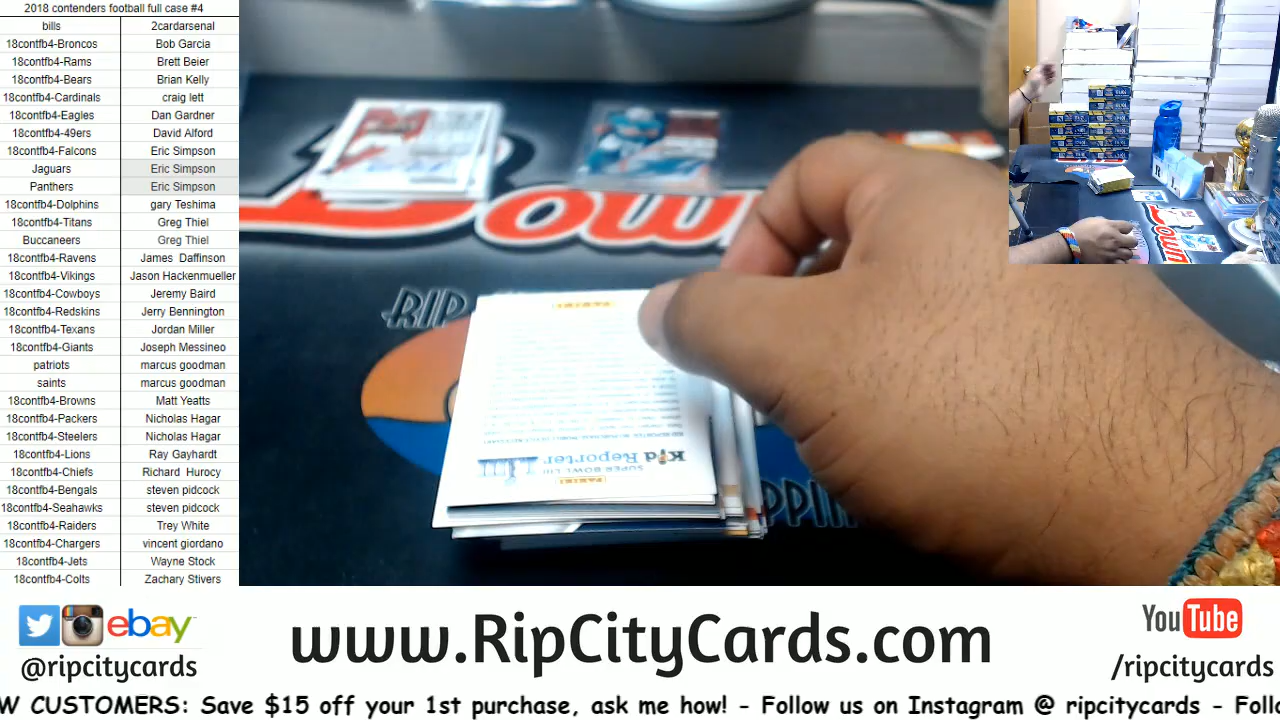 2018 contenders football full case #4
bills 2cardarsenal
18contfb4-Broncos Bob Garcia
18contfb4-Rams Brett Beier
18contfb4-Bears Brian Kelly
18contfb4-Cardinals craig lett
18contfb4-Eagles Dan Gardner
18contfb4-49ers David Alford
18contfb4-Falcons Eric Simpson
Jaguars Eric Simpson
Panthers Eric Simpson
18contfb4-Dolphins gary Teshima
18contfb4-Titans Greg Thiel
Buccaneers Greg Thiel
18contfb4-Ravens James Daffinson
18contfb4-Vikings Jason Hackenmueller
18contfb4-Cowboys Jeremy Baird
18contfb4-Redskins Jerry Bennington
18contfb4-Texans Jordan Miller
18contfb4-Giants Joseph Messineo
patriots marcus goodman
saints marcus goodman
18contfb4-Browns Matt Yeatts
18contfb4-Packers Nicholas Hagar
18contfb4-Steelers Nicholas Hagar
18contfb4-Lions Ray Gayhardt
18contfb4-Chiefs Richard Hurocy
18contfb4-Bengals steven pidcock
18contfb4-Seahawks steven pidcock
18contfb4-Raiders Trey White
18contfb4-Chargers vincent giordano
18contfb4-Jets Wayne Stock
18contfb4-Colts Zachary Stivers
RIP
PANINI
SUPER BOWL LIII
Kid Reporter
PANINI
ebay
@ripcitycards
www.RipCityCards.com
YouTube
/ripcitycards
W CUSTOMERS: Save $15 off your 1st purchase, ask me how! - Follow us on Instagram @ ripcitycards - Foll